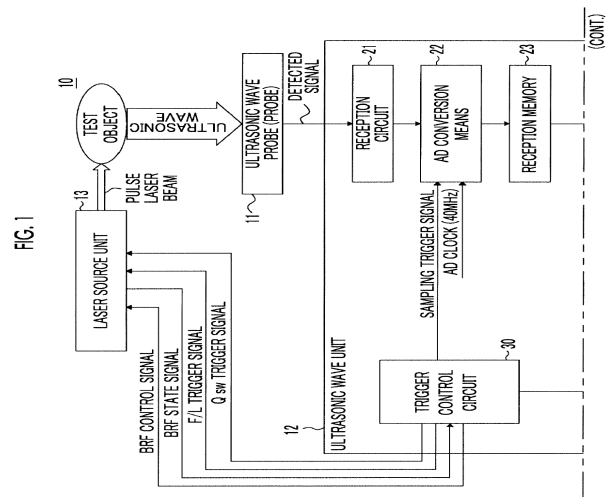 FIG. 1
10
13
LASER SOURCE UNIT
PULSE
LASER
BEAM
TEST
OBJECT
ULTRASONIC
WAVE
11
ULTRASONIC WAVE
PROBE (PROBE)
DETECTED
SIGNAL
BRF CONTROL SIGNAL
BRF STATE SIGNAL
F/L TRIGGER SIGNAL
Q SW TRIGGER SIGNAL
12
ULTRASONIC WAVE UNIT
21
RECEPTION
CIRCUIT
22
AD CONVERSION
MEANS
23
RECEPTION MEMORY
SAMPLING TRIGGER SIGNAL
AD CLOCK (40MHz)
30
TRIGGER
CONTROL
CIRCUIT
(CONT.)